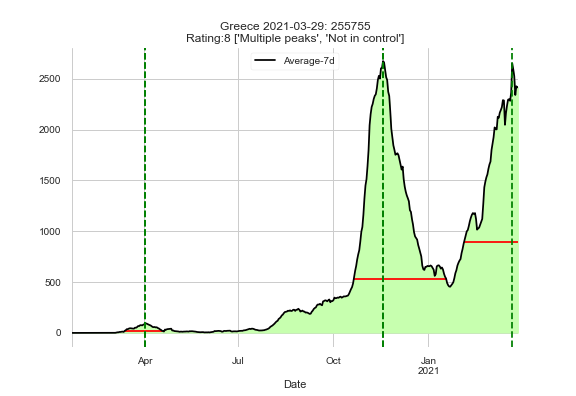 Greece 2021-03-29: 255755
Rating:8 ['Multiple peaks', 'Not in control']
Average-7d
2500
2000
1500
1000
500
0
Apr
Jul
Oct
Jan
2021
Date